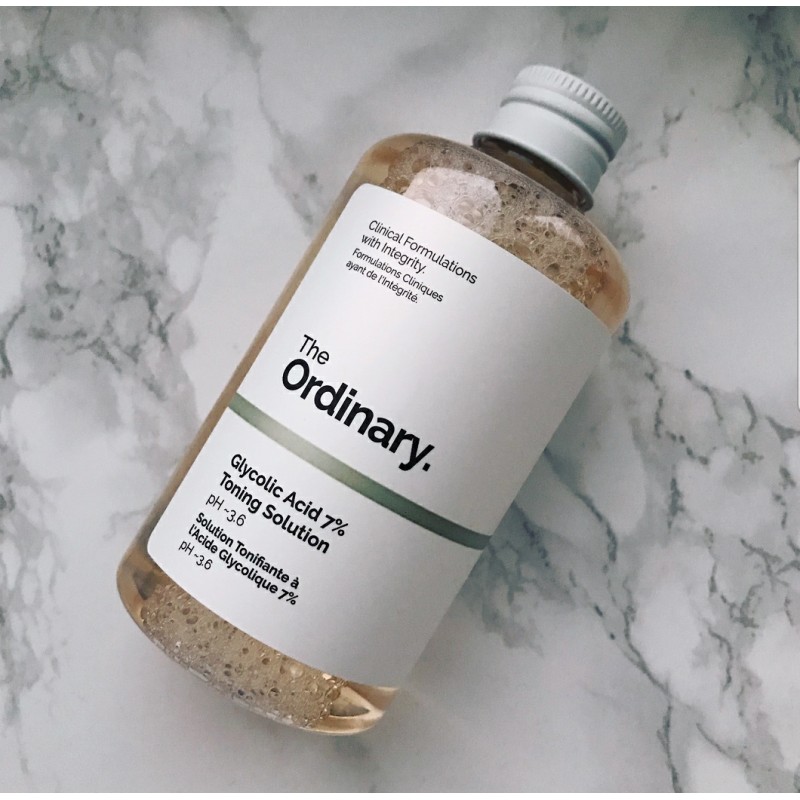 Clinical Formulations
with Integrity.
Formulations Cliniques
ayant de l'Intégrité.
The
Ordinary.
Glycolic Acid 7%
Toning Solution
pH ~3.6
Solution Tonifiante à
l'Acide Glycolique 7%
pH ~3.6